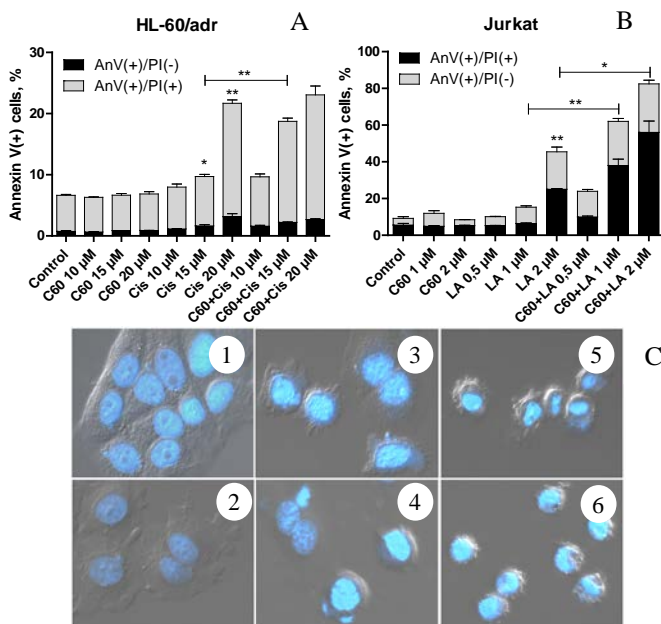 HL-60/adr
A
Annexin V(+) cells, %
30
20
10
0
AnV(+)/PI(-)
AnV(+)/PI(+)
**
**
*
Control
C60 10 µM
C60 15 µM
C60 20 µM
Cis 10 µM
Cis 15 µM
Cis 20 µM
C60+Cis 10 µM
C60+Cis 15 µM
C60+Cis 20 µM
Jurkat
B
Annexin V(+) cells, %
100
80
60
40
20
0
AnV(+)/PI(+)
AnV(+)/PI(-)
*
**
**
Control
C60 1 µM
C60 2 µM
LA 0,5 µM
LA 1 µM
LA 2 µM
C60+LA 0,5 µM
C60+LA 1 µM
C60+LA 2 µM
C
1
3
5
2
4
6